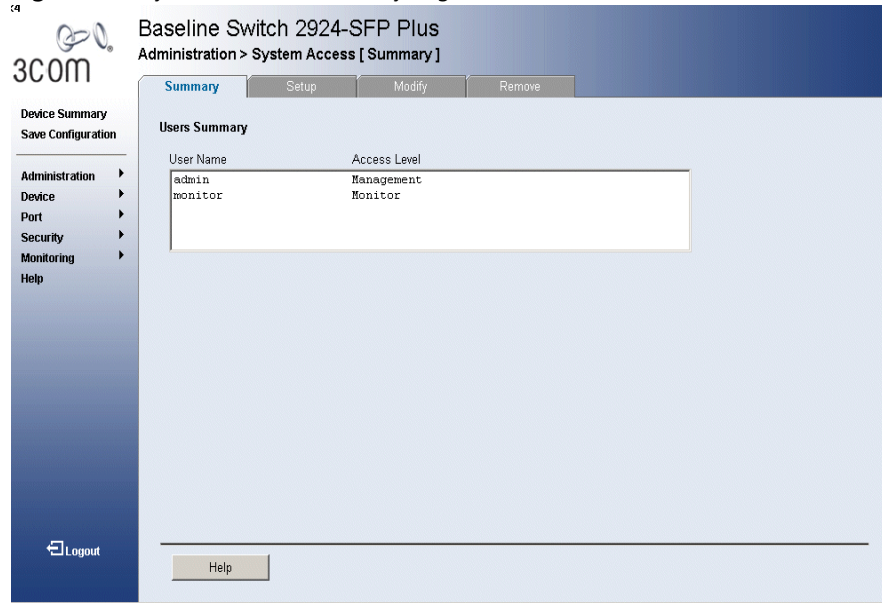 3COM
Baseline Switch 2924-SFP Plus
Administration > System Access [ Summary ]
Summary Setup Modify Remove
Device Summary
Save Configuration
Administration
Device
Port
Security
Monitoring
Help
Users Summary
User Name Access Level
admin Management
monitor Monitor
Logout
Help